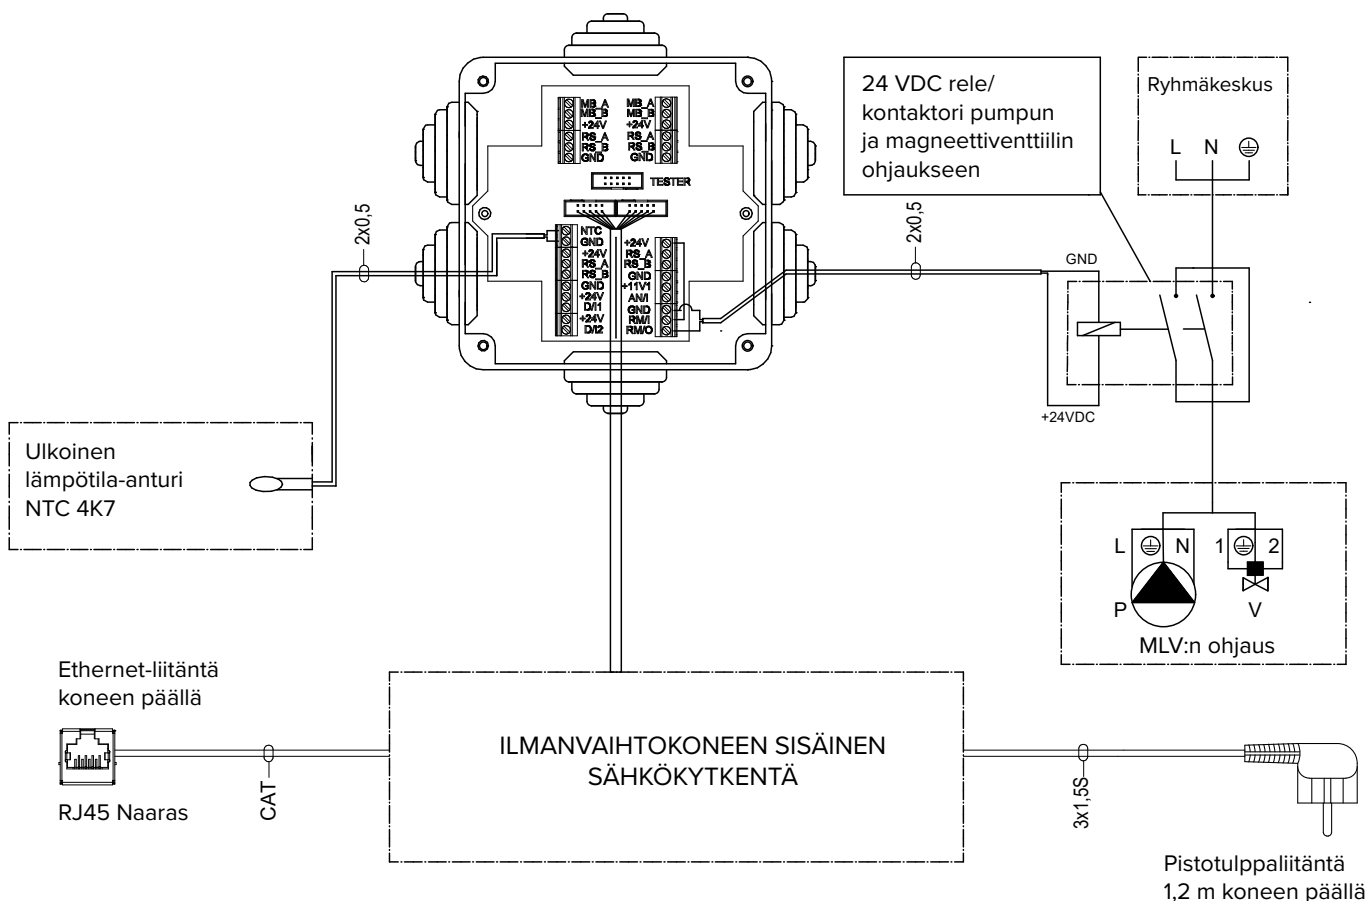 MB_A
MB_B
+24V
RS_A
RS_B
GND
MB_A
MB_B
+24V
RS_A
RS_B
GND
TESTER
NTC
GND
+24V
RS_A
RS_B
GND
+24V
D/I1
+24V
D/I2
+24V
RS_A
RS_B
GND
+11V1
AN/I
GND
RM/I
RM/O
2x0,5
2x0,5
24 VDC rele/
kontaktori pumpun
ja magneettiventtiilin
ohjaukseen
Ryhmäkeskus
L N
GND
+24VDC
Ulkoinen
lämpötila-anturi
NTC 4K7
L N 1 2
P V
MLV:n ohjaus
Ethernet-liitäntä
koneen päällä
RJ45 Naaras
CAT
ILMANVAIHTOKONEEN SISÄINEN
SÄHKÖKYTKENTÄ
3x1,5S
Pistotulppaliitäntä
1,2 m koneen päällä